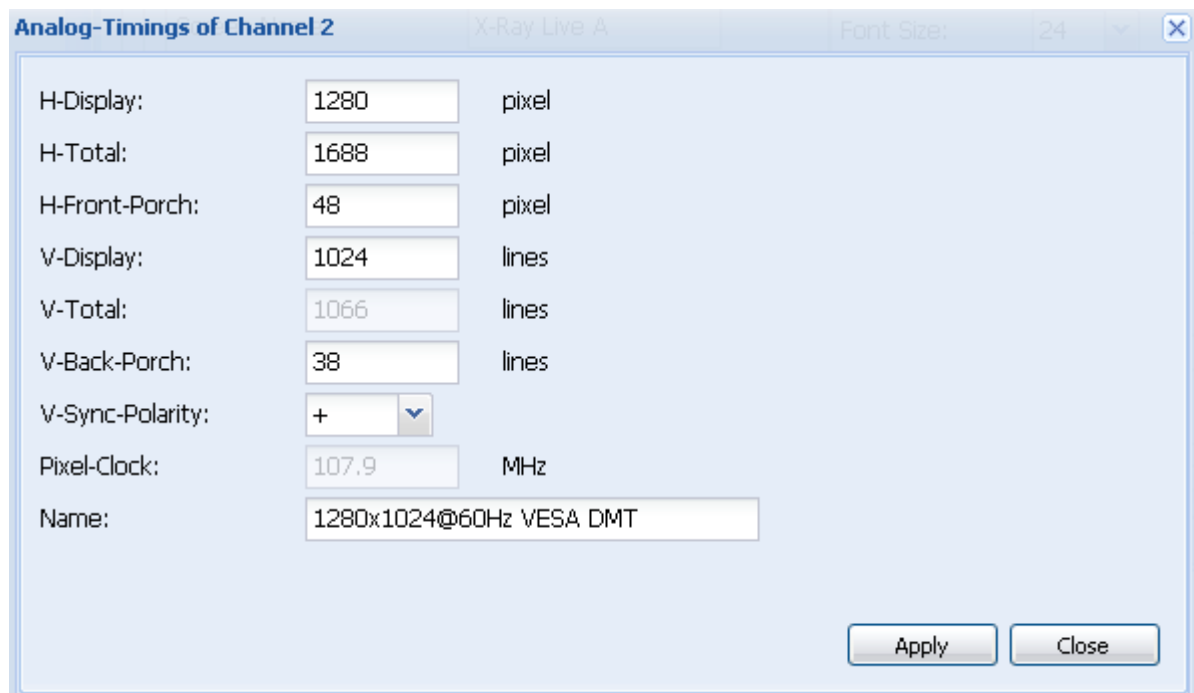 Analog-Timings of Channel 2 X-Ray Live A Font Size: 24
H-Display: 1280 pixel
H-Total: 1688 pixel
H-Front-Porch: 48 pixel
V-Display: 1024 lines
V-Total: 1066 lines
V-Back-Porch: 38 lines
V-Sync-Polarity: +
Pixel-Clock: 107.9 MHz
Name: 1280x1024@60Hz VESA DMT
Apply Close